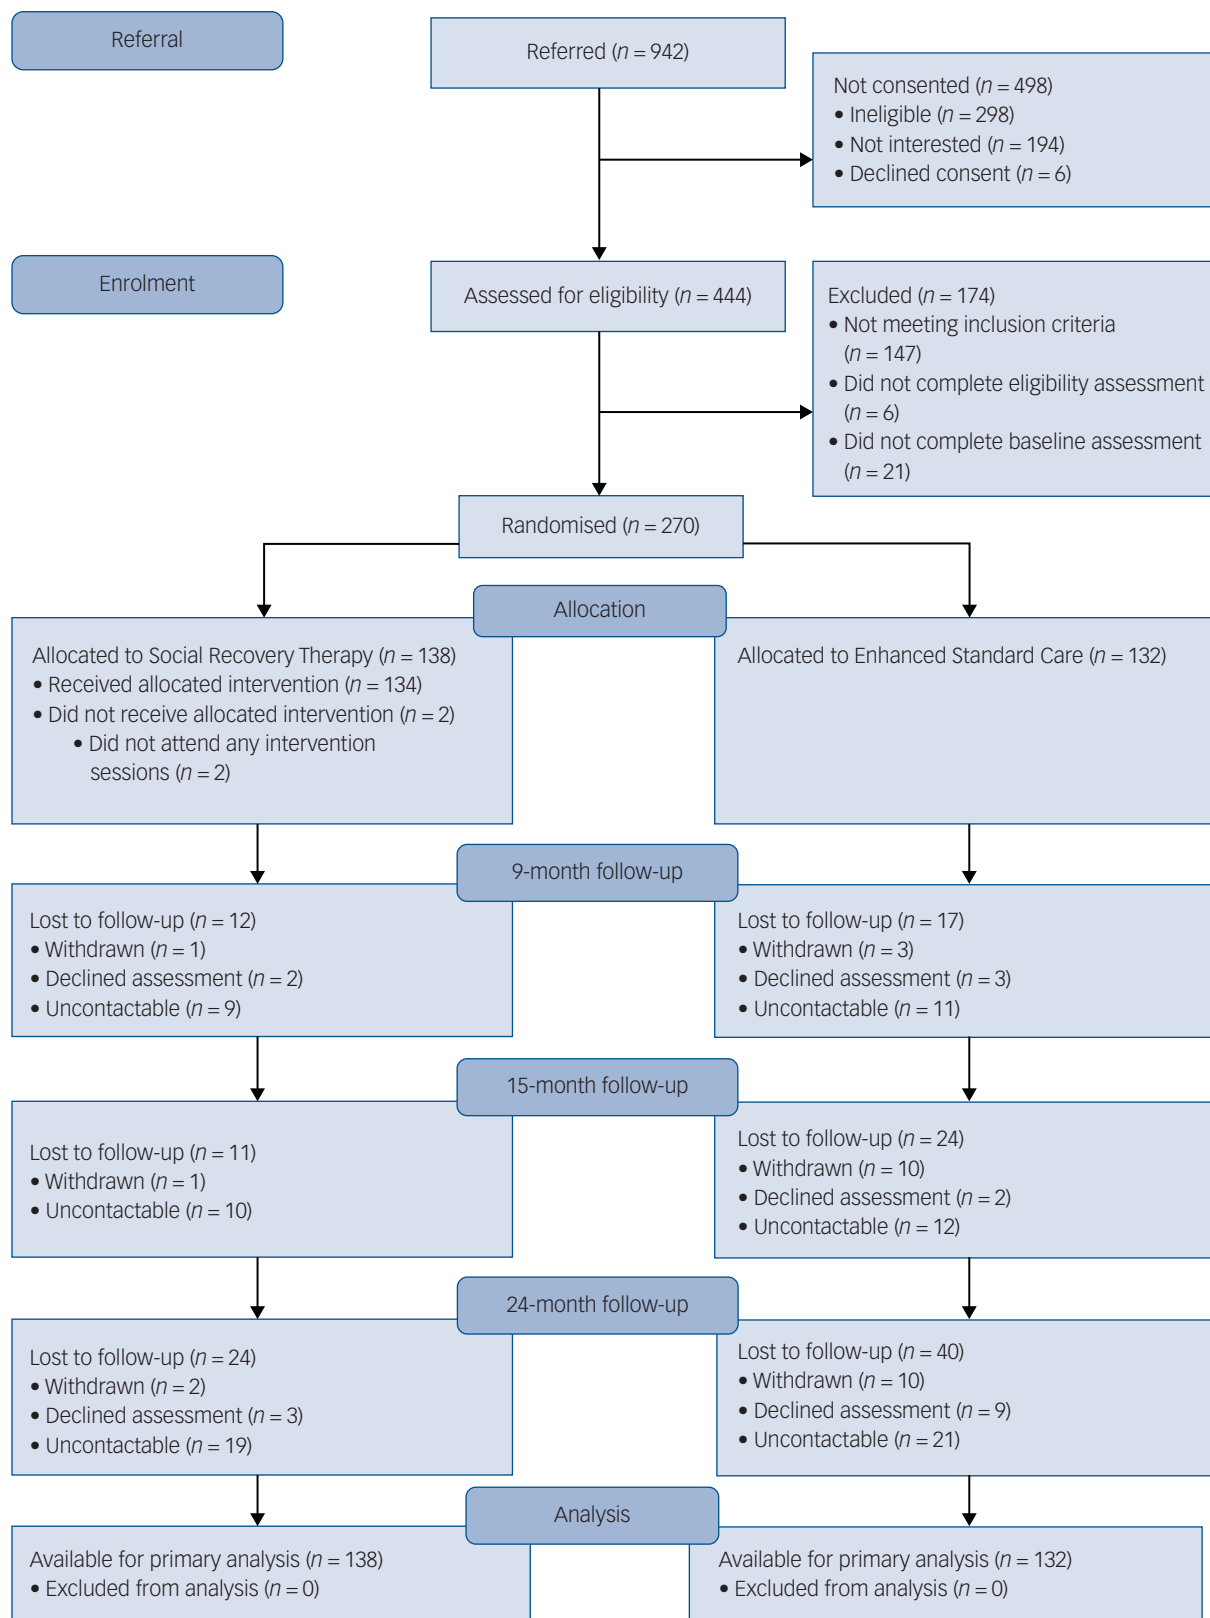 Referral
Referred (n = 942)
Not consented (n = 498)
• Ineligible (n = 298)
• Not interested (n = 194)
• Declined consent (n = 6)
Enrolment
Assessed for eligibility (n = 444)
Excluded (n = 174)
• Not meeting inclusion criteria
(n = 147)
• Did not complete eligibility assessment
(n = 6)
• Did not complete baseline assessment
(n = 21)
Randomised (n = 270)
Allocation
Allocated to Social Recovery Therapy (n = 138)
• Received allocated intervention (n = 134)
• Did not receive allocated intervention (n = 2)
• Did not attend any intervention
sessions (n = 2)
Allocated to Enhanced Standard Care (n = 132)
9-month follow-up
Lost to follow-up (n = 12)
• Withdrawn (n = 1)
• Declined assessment (n = 2)
• Uncontactable (n = 9)
Lost to follow-up (n = 17)
• Withdrawn (n = 3)
• Declined assessment (n = 3)
• Uncontactable (n = 11)
15-month follow-up
Lost to follow-up (n = 11)
• Withdrawn (n = 1)
• Uncontactable (n = 10)
Lost to follow-up (n = 24)
• Withdrawn (n = 10)
• Declined assessment (n = 2)
• Uncontactable (n = 12)
24-month follow-up
Lost to follow-up (n = 24)
• Withdrawn (n = 2)
• Declined assessment (n = 3)
• Uncontactable (n = 19)
Lost to follow-up (n = 40)
• Withdrawn (n = 10)
• Declined assessment (n = 9)
• Uncontactable (n = 21)
Analysis
Available for primary analysis (n = 138)
• Excluded from analysis (n = 0)
Available for primary analysis (n = 132)
• Excluded from analysis (n = 0)